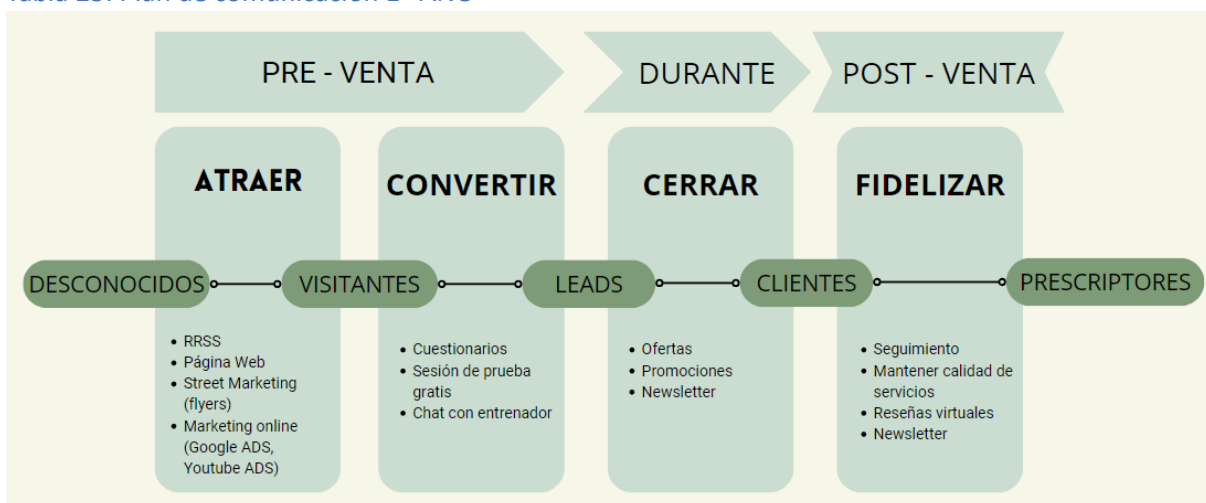 PRE - VENTA
DURANTE
POST - VENTA
ATRAER
CONVERTIR
CERRAR
FIDELIZAR
DESCONOCIDOS
VISITANTES
LEADS
CLIENTES
PRESCRIPTORES
• RRSS
• Página Web
• Street Marketing
(flyers)
• Marketing online
(Google ADS,
Youtube ADS)
• Cuestionarios
• Sesión de prueba
gratis
• Chat con entrenador
• Ofertas
• Promociones
• Newsletter
• Seguimiento
• Mantener calidad de
servicios
• Reseñas virtuales
• Newsletter